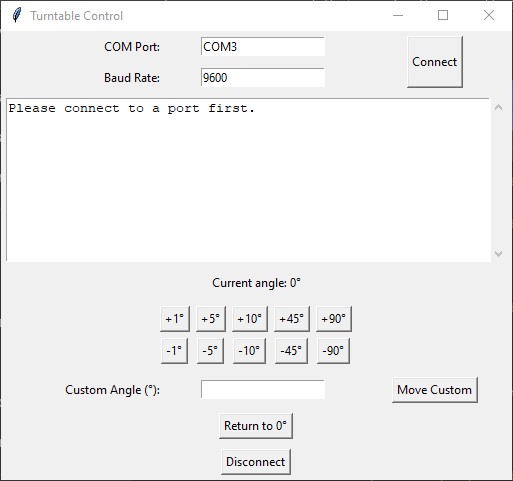 Turntable Control
COM Port: COM3
Connect
Baud Rate: 9600
Please connect to a port first.
Current angle: 0°
+1° +5° +10° +45° +90°
-1° -5° -10° -45° -90°
Custom Angle (°): Move Custom
Return to 0°
Disconnect